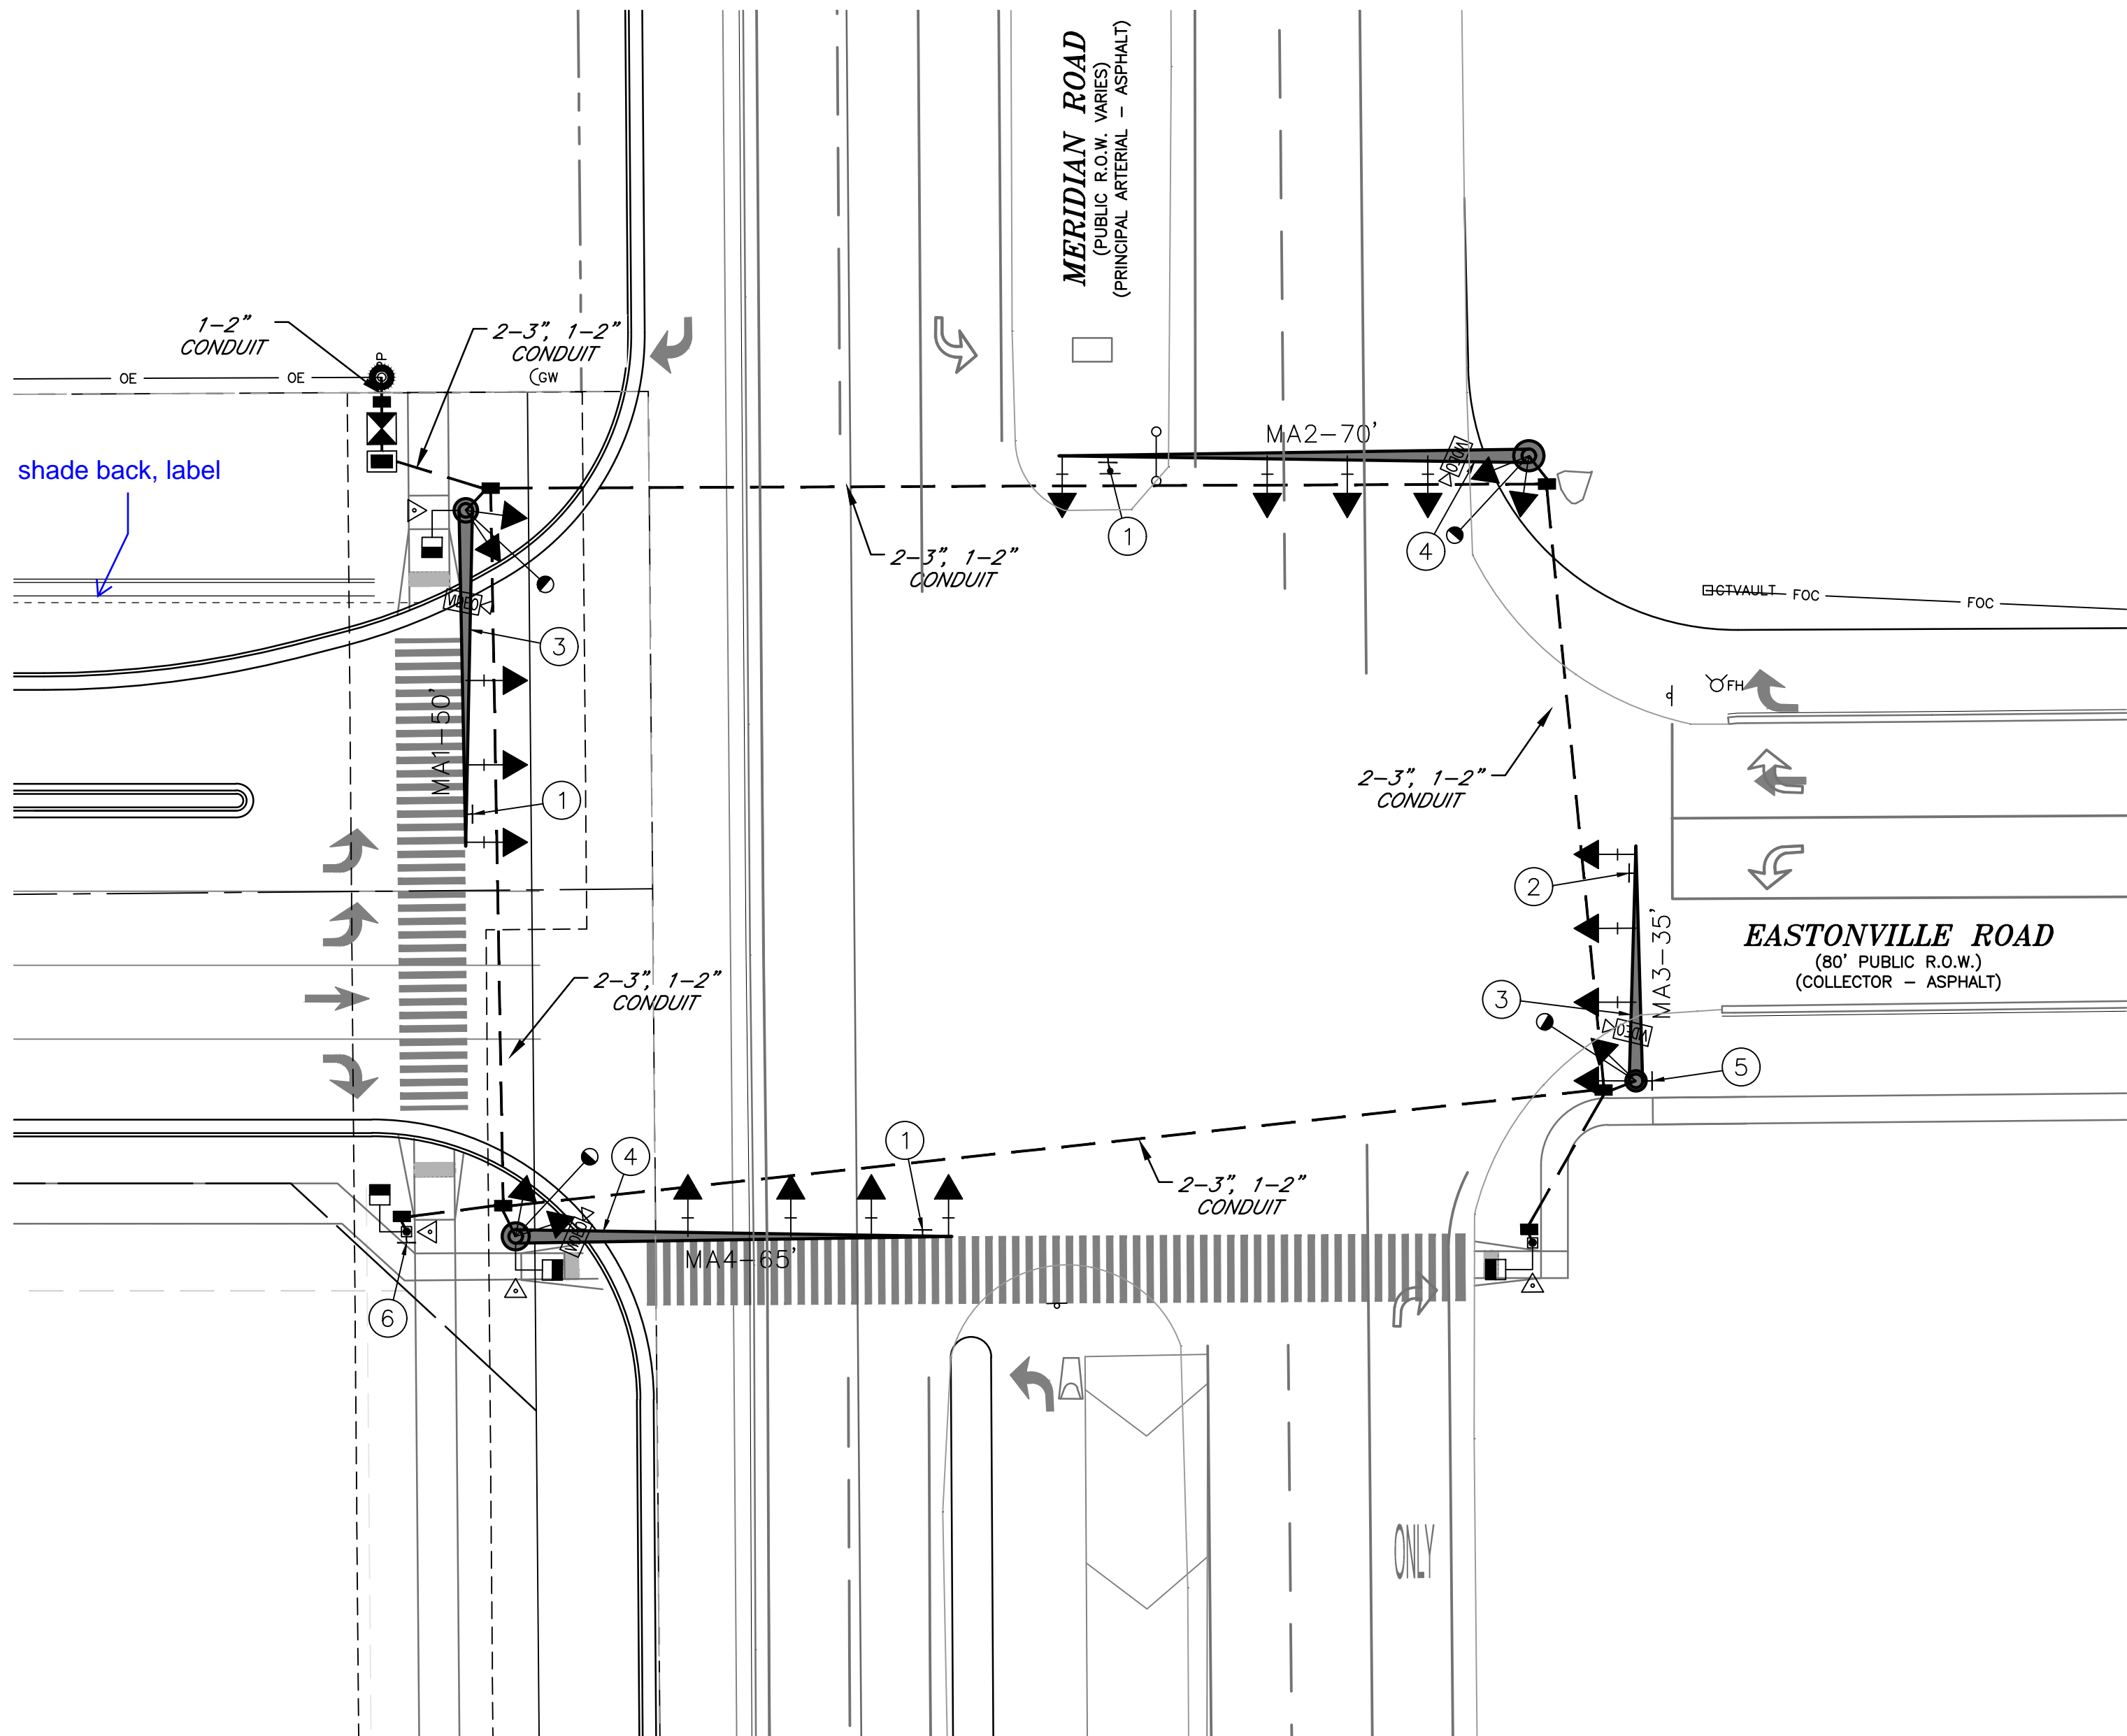 MERIDIAN ROAD
(PUBLIC R.O.W. VARIES)
(PRINCIPAL ARTERIAL – ASPHALT)
1–2"
CONDUIT
PP
2–3", 1–2"
CONDUIT
GW
OE
OE
shade back, label
MA2–70'
VIDEO
1
4
2–3", 1–2"
CONDUIT
CTVAULT
FOC
FOC
VIDEO
3
FH
MA1–50'
1
2–3", 1–2"
CONDUIT
2
MA3–35'
EASTONVILLE ROAD
(80' PUBLIC R.O.W.)
(COLLECTOR – ASPHALT)
2–3", 1–2"
CONDUIT
3
VIDEO
5
1
4
2–3", 1–2"
CONDUIT
VIDEO
MA4–65'
6
ONLY